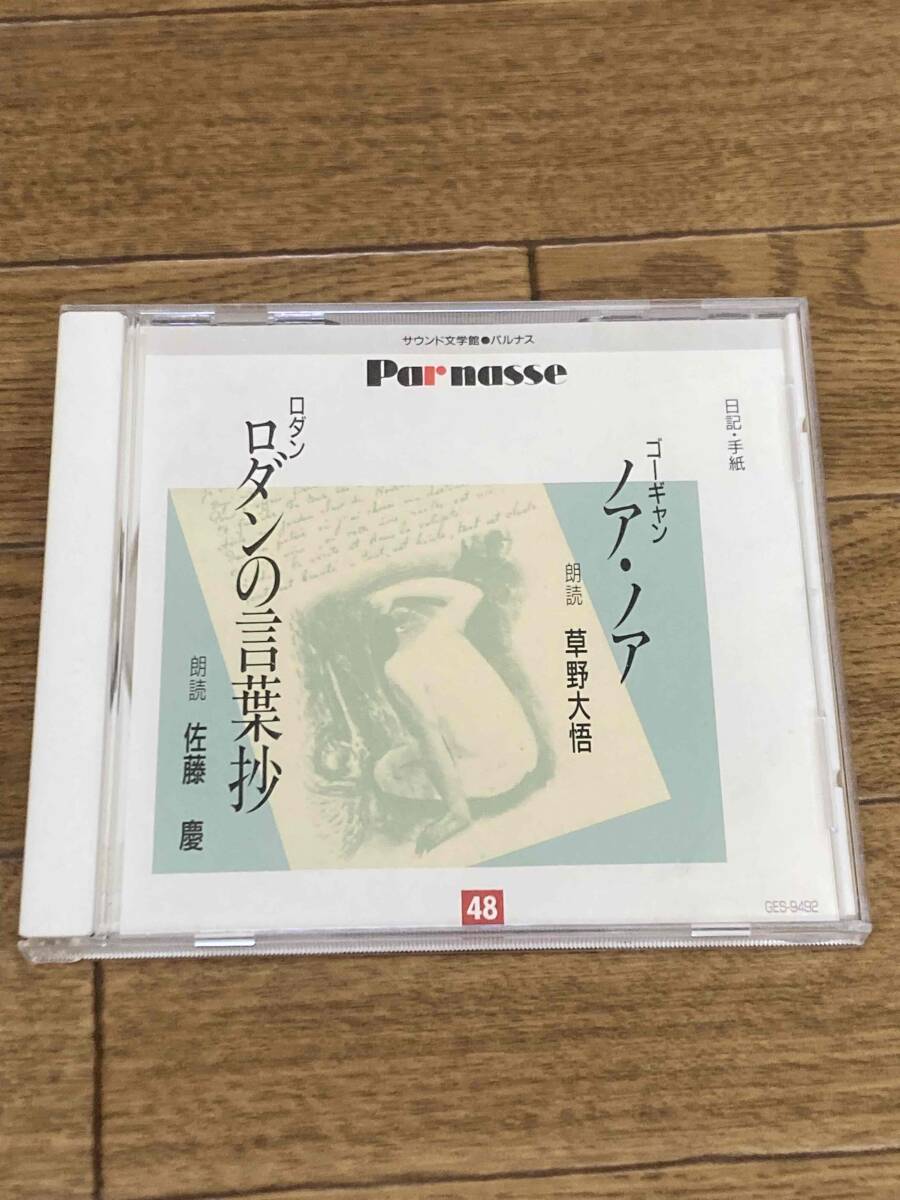 サウンド文学館●パルナス
Parnasse
日記・手紙
ゴーギャン
ノア・ノア
朗読 草野大悟
ロダン
ロダンの言葉抄
朗読 佐藤 慶
48
GES-9492